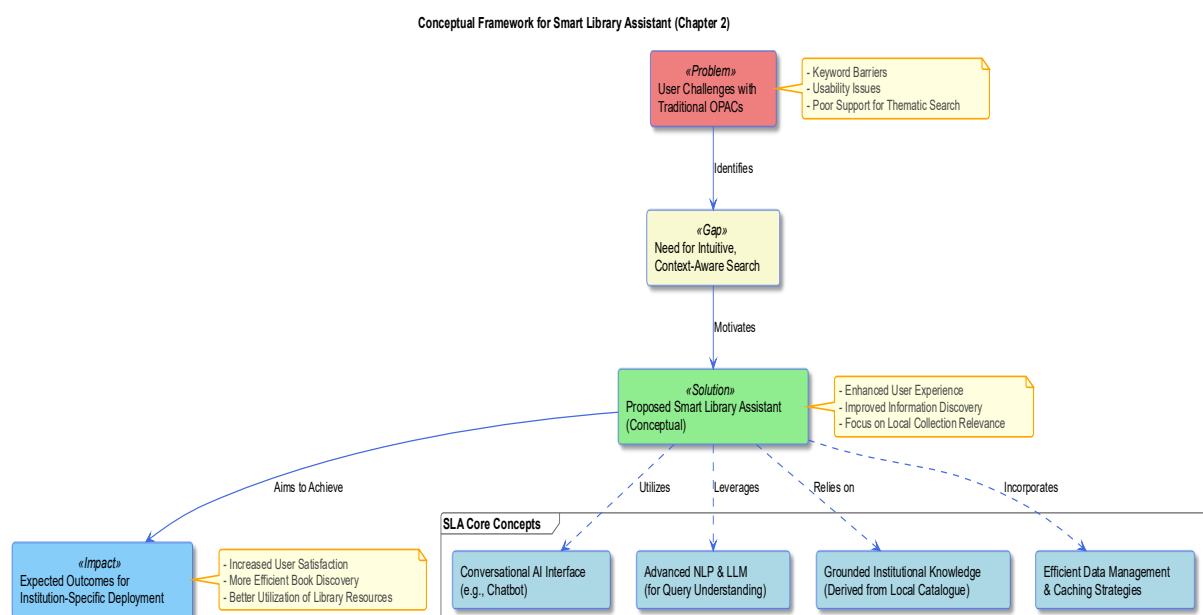 Conceptual Framework for Smart Library Assistant (Chapter 2)
«Problem»
User Challenges with
Traditional OPACs
- Keyword Barriers
- Usability Issues
- Poor Support for Thematic Search
Identifies
«Gap»
Need for Intuitive,
Context-Aware Search
Motivates
«Solution»
Proposed Smart Library Assistant
(Conceptual)
- Enhanced User Experience
- Improved Information Discovery
- Focus on Local Collection Relevance
Aims to Achieve
Utilizes
Leverages
Relies on
Incorporates
SLA Core Concepts
«Impact»
Expected Outcomes for
Institution-Specific Deployment
- Increased User Satisfaction
- More Efficient Book Discovery
- Better Utilization of Library Resources
Conversational AI Interface
(e.g., Chatbot)
Advanced NLP & LLM
(for Query Understanding)
Grounded Institutional Knowledge
(Derived from Local Catalogue)
Efficient Data Management
& Caching Strategies